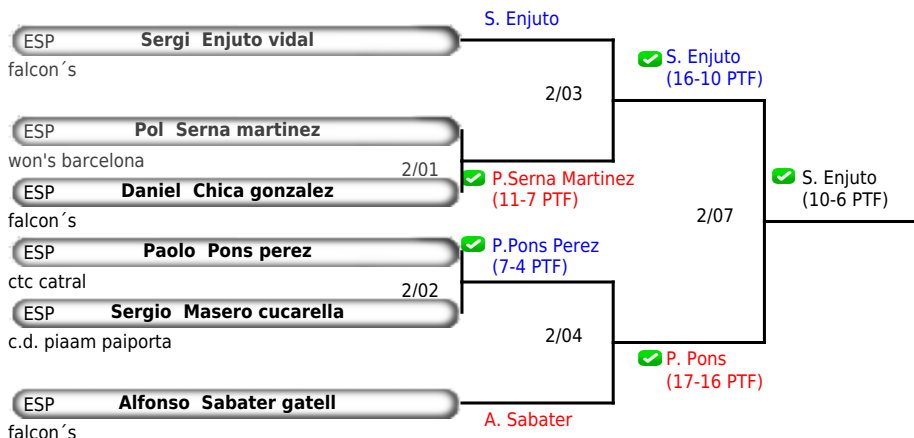 S. Enjuto
ESP Sergi Enjuto vidal
falcon´s
S. Enjuto
(16-10 PTF)
2/03
ESP Pol Serna martinez
won's barcelona
2/01
P.Serna Martinez
(11-7 PTF)
ESP Daniel Chica gonzalez
falcon´s
S. Enjuto
(10-6 PTF)
2/07
ESP Paolo Pons perez
ctc catral
P.Pons Perez
(7-4 PTF)
2/02
ESP Sergio Masero cucarella
c.d. piaam paiporta
2/04
P. Pons
(17-16 PTF)
ESP Alfonso Sabater gatell
falcon´s
A. Sabater